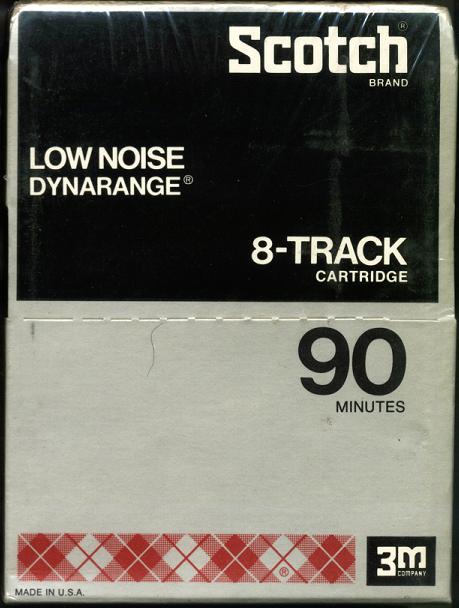 Scotch®
BRAND
LOW NOISE
DYNARANGE®
8-TRACK
CARTRIDGE
90
MINUTES
®
3M
COMPANY
MADE IN U.S.A.